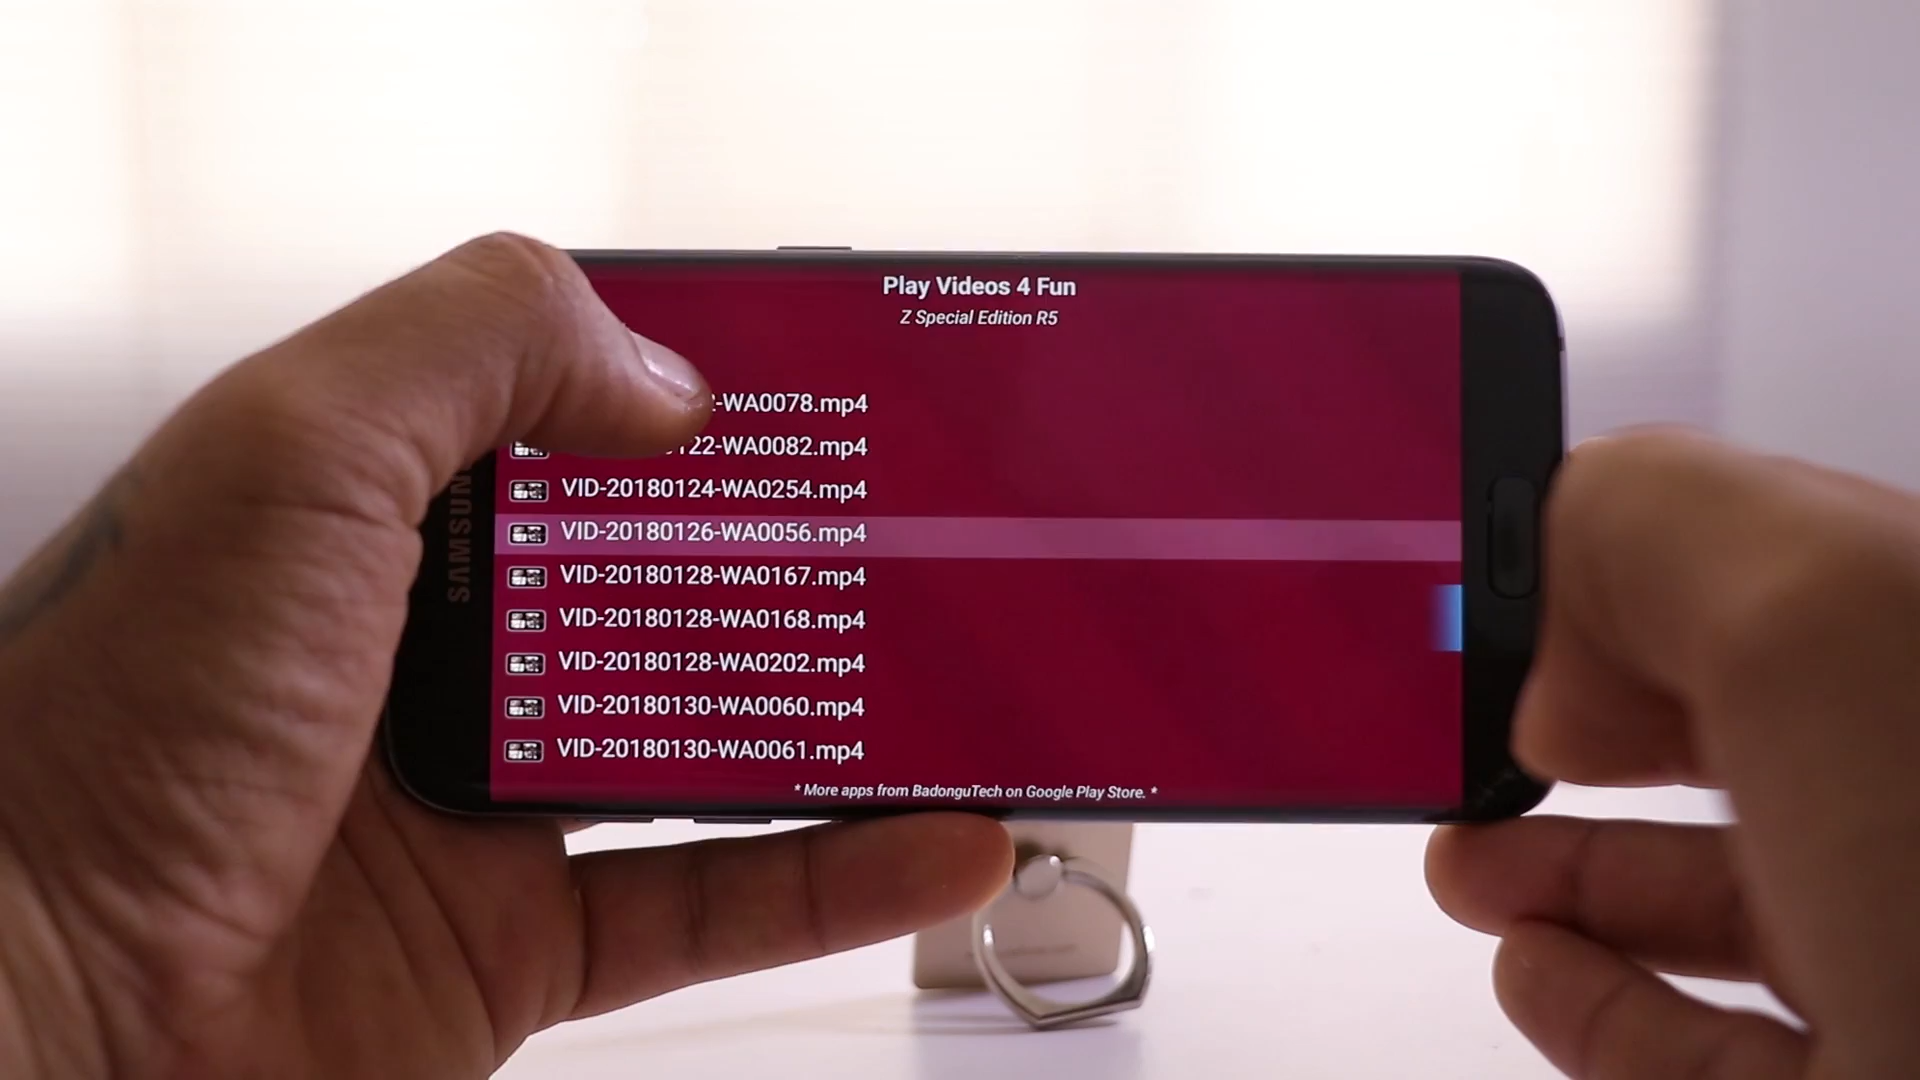 Play Videos 4 Fun
Z Special Edition R5
-WA0078.mp4
122-WA0082.mp4
VID-20180124-WA0254.mp4
VID-20180126-WA0056.mp4
VID-20180128-WA0167.mp4
VID-20180128-WA0168.mp4
VID-20180128-WA0202.mp4
VID-20180130-WA0060.mp4
VID-20180130-WA0061.mp4
* More apps from BadonguTech on Google Play Store. *
SAMSUNG